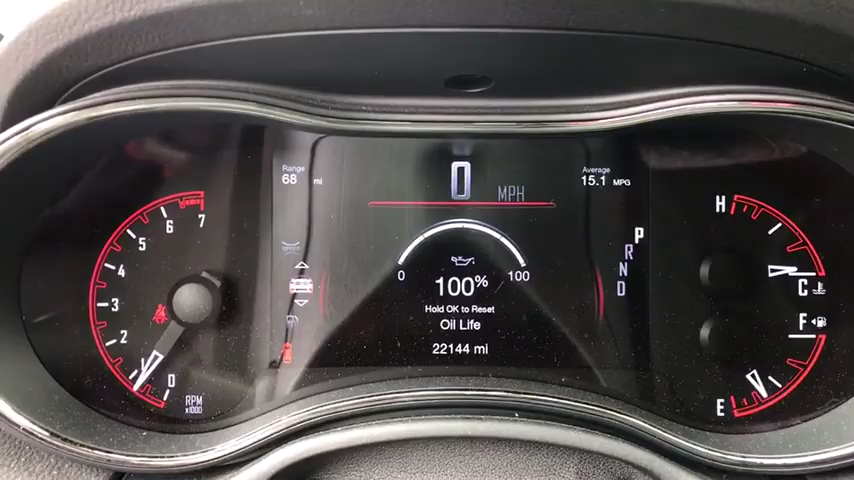 Range
68 mi
0 MPH
Average
15.1 MPG
0 100
100%
Hold OK to Reset
Oil Life
22144 mi
P
R
N
D
7
6
5
4
3
2
0
RPM
x1000
H
C
F
E